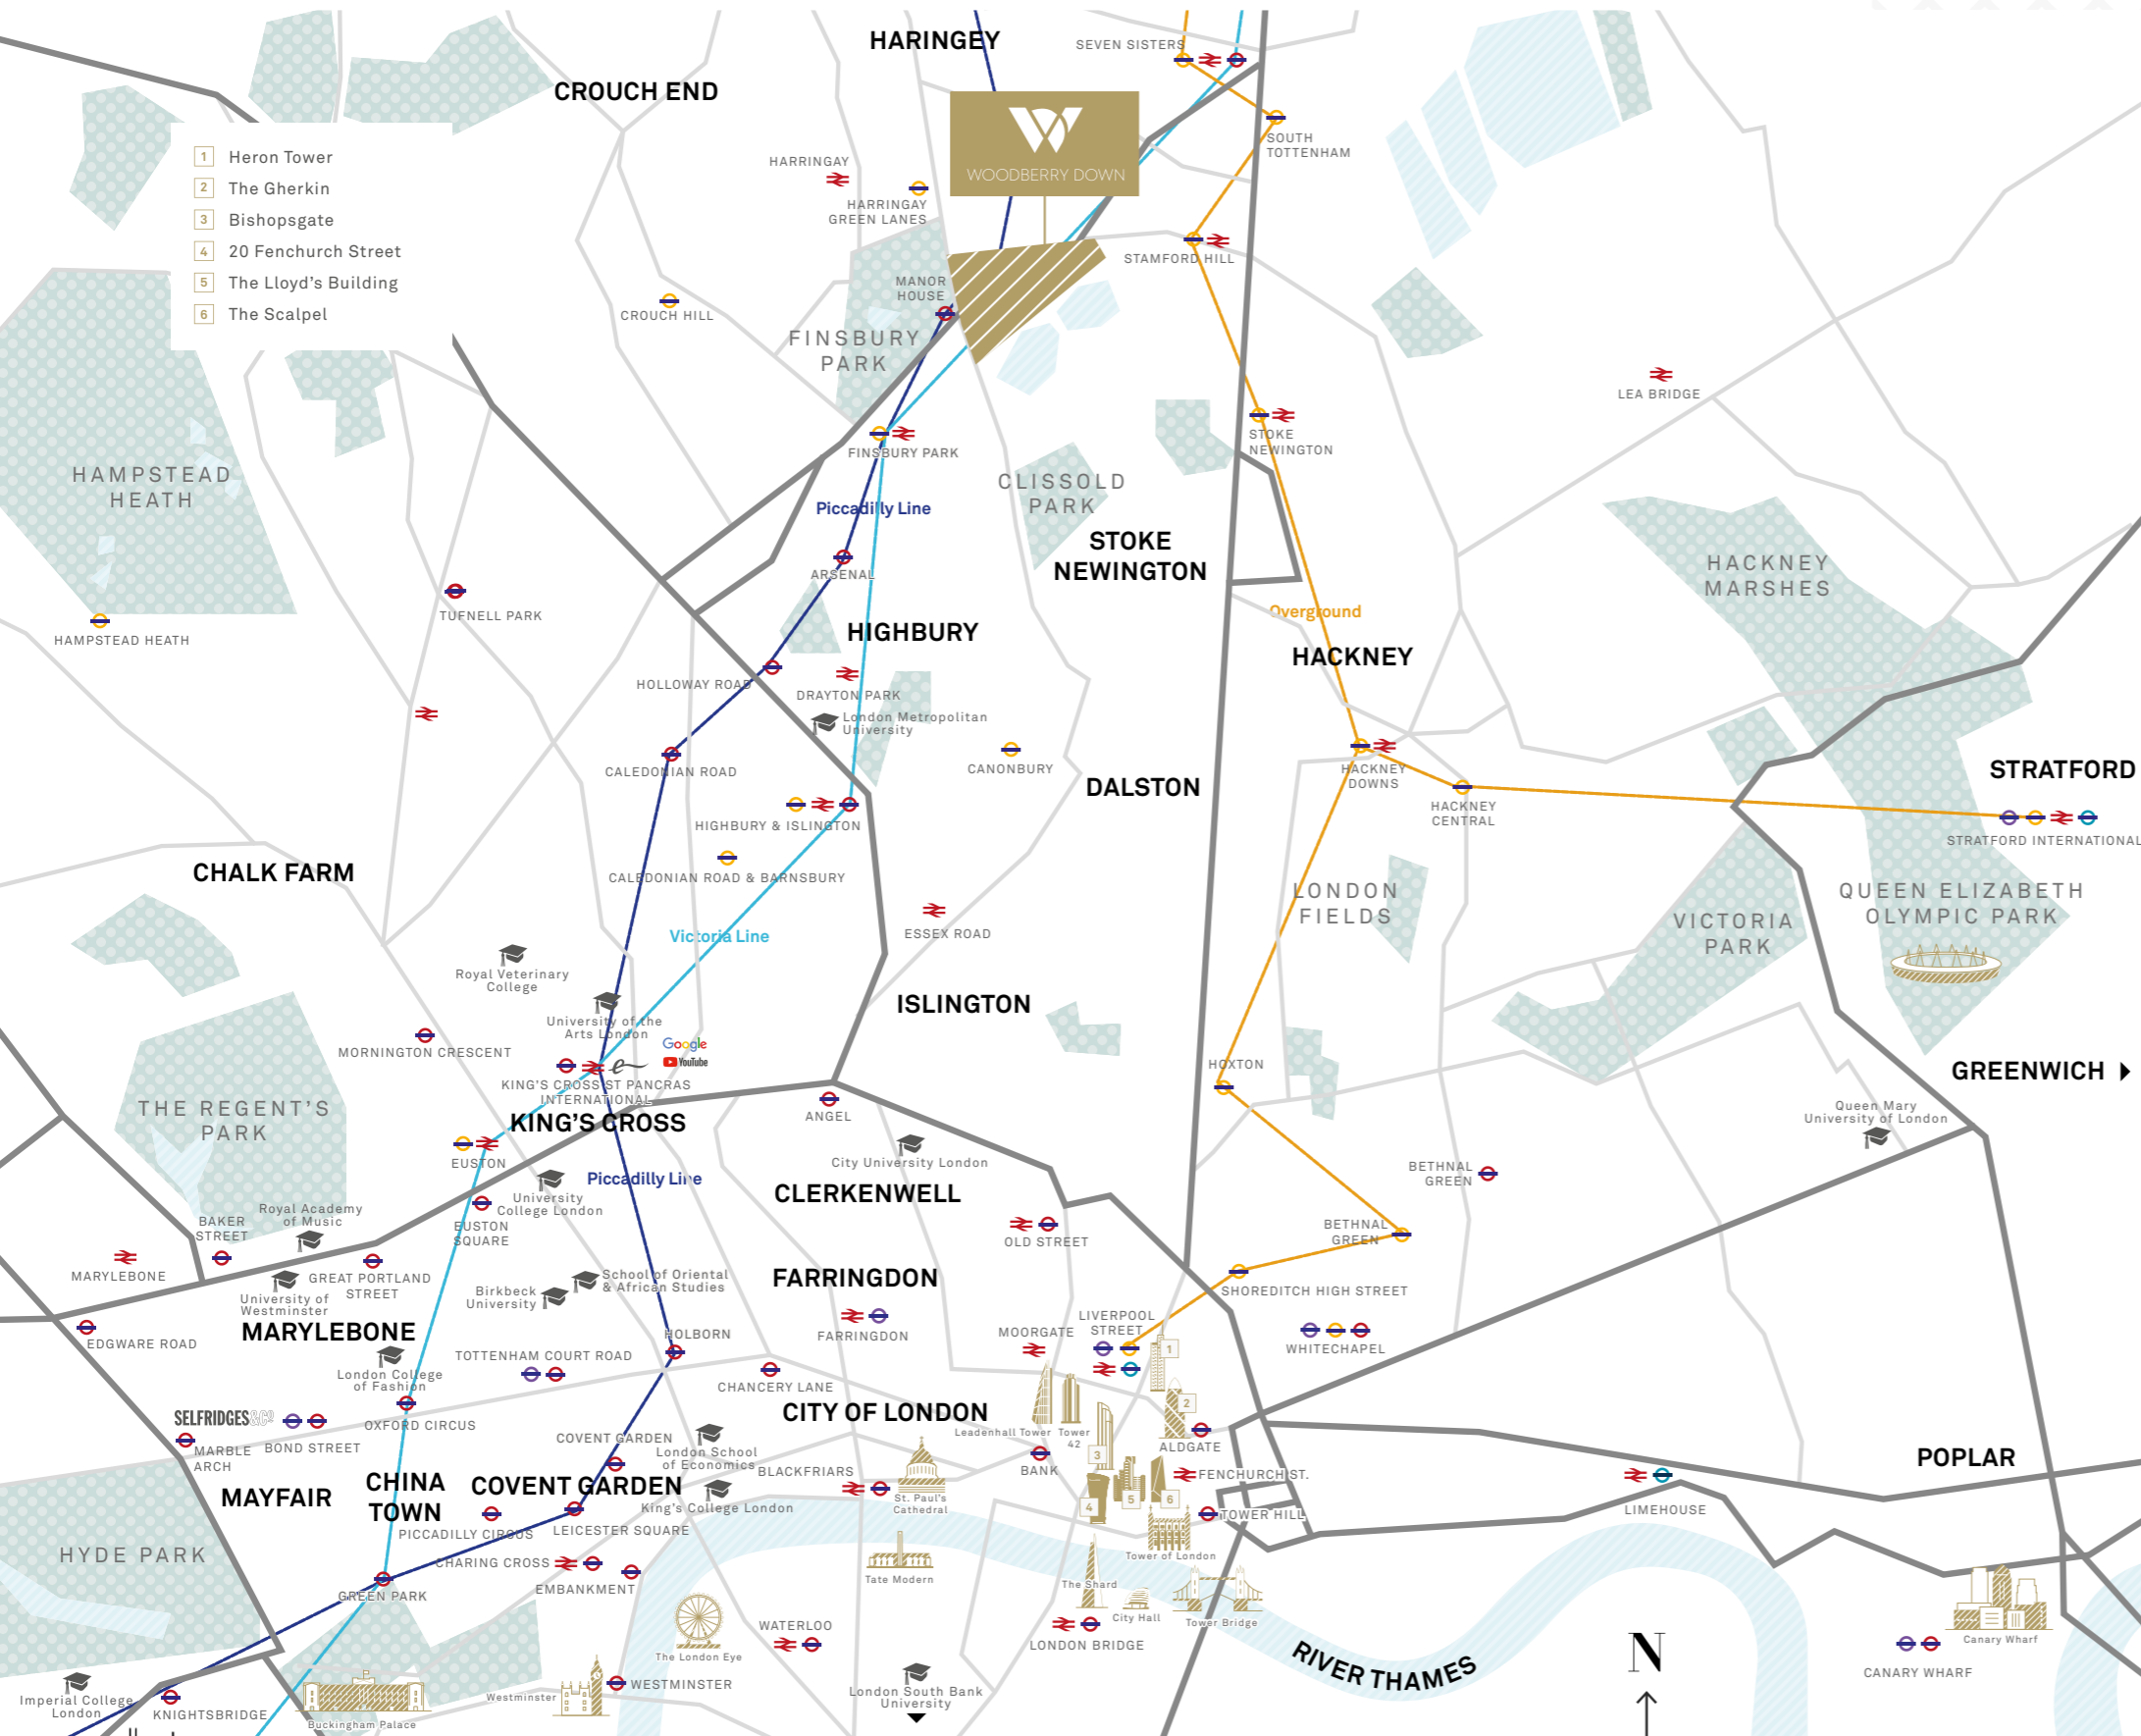 HARINGEY
SEVEN SISTERS
CROUCH END
SOUTH
TOTTENHAM
1 Heron Tower
2 The Gherkin
3 Bishopsgate
4 20 Fenchurch Street
5 The Lloyd's Building
6 The Scalpel
HARRINGAY
WOODBERRY DOWN
HARRINGAY
GREEN LANES
STAMFORD HILL
MANOR
HOUSE
CROUCH HILL
FINSBURY
PARK
LEA BRIDGE
STOKE
NEWINGTON
FINSBURY PARK
HAMPSTEAD
HEATH
CLISSOLD
PARK
Piccadilly Line
STOKE
NEWINGTON
ARSENAL
HACKNEY
MARSHES
TUFNELL PARK
Overground
HAMPSTEAD HEATH
HIGHBURY
HACKNEY
HOLLOWAY ROAD
DRAYTON PARK
London Metropolitan
University
CALEDONIAN ROAD
CANONBURY
HACKNEY
DOWNS
STRATFORD
DALSTON
HACKNEY
CENTRAL
HIGHBURY & ISLINGTON
STRATFORD INTERNATIONAL
CHALK FARM
CALEDONIAN ROAD & BARNSBURY
LONDON
FIELDS
QUEEN ELIZABETH
OLYMPIC PARK
VICTORIA
PARK
ESSEX ROAD
Victoria Line
Royal Veterinary
College
ISLINGTON
University of the
Arts London
Google
YouTube
MORNINGTON CRESCENT
HOXTON
GREENWICH
KING'S CROSS ST PANCRAS
INTERNATIONAL
KING'S CROSS
THE REGENT'S
PARK
ANGEL
Queen Mary
University of London
EUSTON
City University London
BETHNAL
GREEN
Piccadilly Line
CLERKENWELL
University
College London
Royal Academy
of Music
BAKER
STREET
EUSTON
SQUARE
OLD STREET
BETHNAL
GREEN
MARYLEBONE
GREAT PORTLAND
STREET
School of Oriental
& African Studies
Birkbeck
University
FARRINGDON
SHOREDITCH HIGH STREET
University of
Westminster
MARYLEBONE
EDGWARE ROAD
HOLBORN
FARRINGDON
MOORGATE
LIVERPOOL
STREET
WHITECHAPEL
1
TOTTENHAM COURT ROAD
London College
of Fashion
CHANCERY LANE
SELFRIDGES&CO
OXFORD CIRCUS
CITY OF LONDON
2
Leadenhall Tower
Tower
42
MARBLE
ARCH
BOND STREET
COVENT GARDEN
London School
of Economics
ALDGATE
3
BANK
POPLAR
BLACKFRIARS
FENCHURCH ST.
CHINA
TOWN
COVENT GARDEN
MAYFAIR
King's College London
St. Paul's
Cathedral
4
5
6
TOWER HILL
LIMEHOUSE
PICCADILLY CIRCUS
LEICESTER SQUARE
HYDE PARK
CHARING CROSS
Tower of London
Tate Modern
EMBANKMENT
GREEN PARK
The Shard
City Hall
Tower Bridge
WATERLOO
LONDON BRIDGE
The London Eye
RIVER THAMES
N
Canary Wharf
CANARY WHARF
WESTMINSTER
Westminster
London South Bank
University
Imperial College
London
KNIGHTSBRIDGE
Buckingham Palace